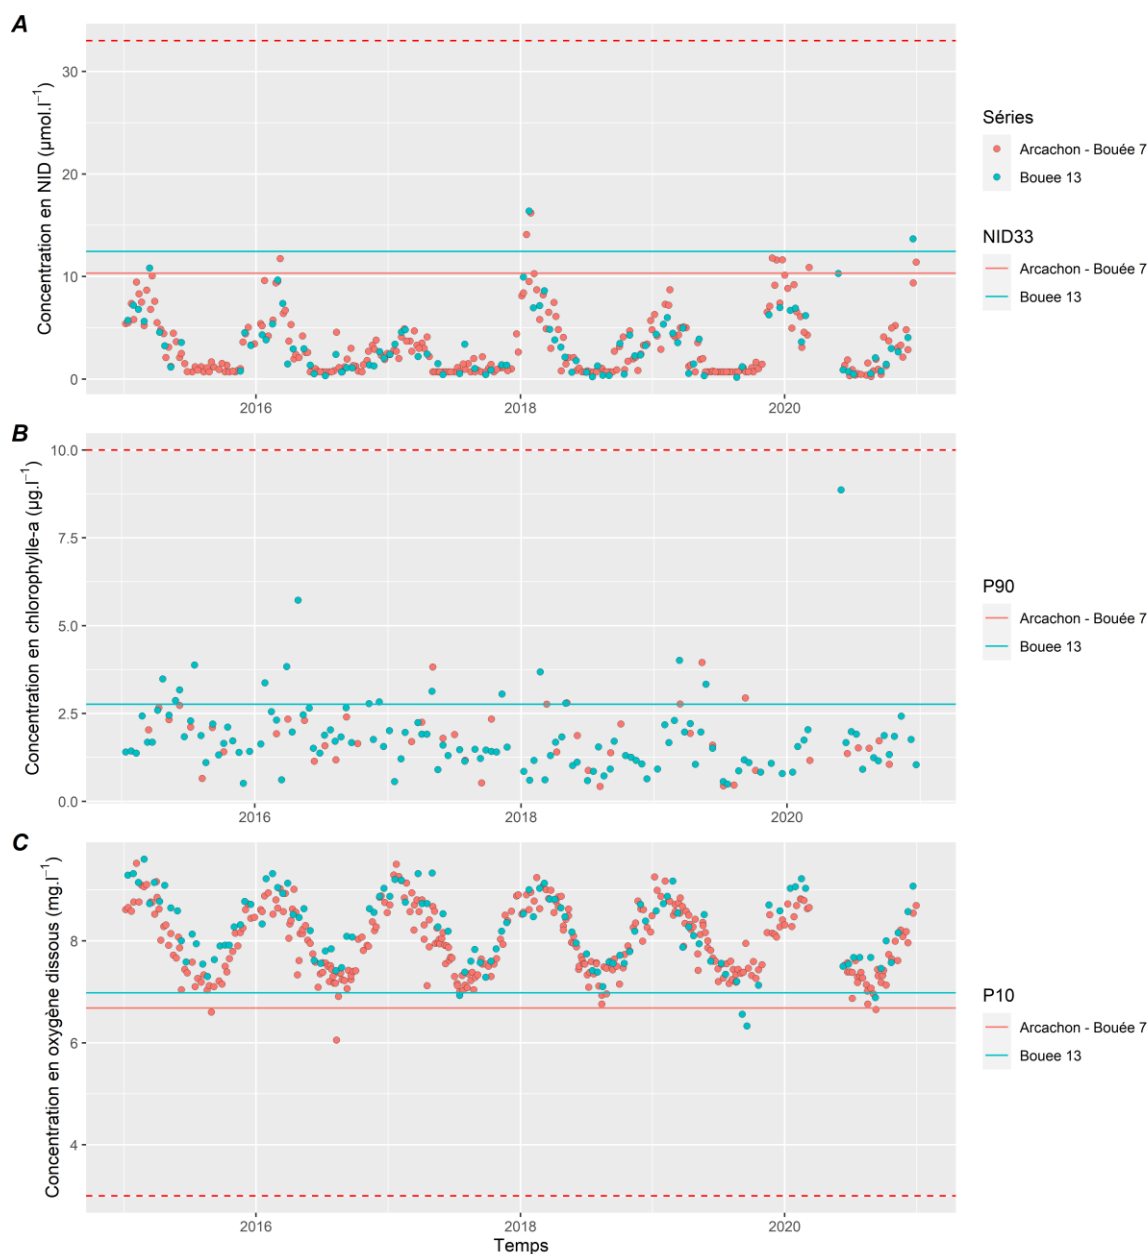 A
Concentration en NID (µmol.l⁻¹)
30
20
10
0
2016
2018
2020
Séries
Arcachon - Bouée 7
Bouee 13
NID33
Arcachon - Bouée 7
Bouee 13
B
Concentration en chlorophylle-a (µg.l⁻¹)
10.0
7.5
5.0
2.5
0.0
2016
2018
2020
P90
Arcachon - Bouée 7
Bouee 13
C
Concentration en oxygène dissous (mg.l⁻¹)
8
6
4
2016
2018
2020
Temps
P10
Arcachon - Bouée 7
Bouee 13